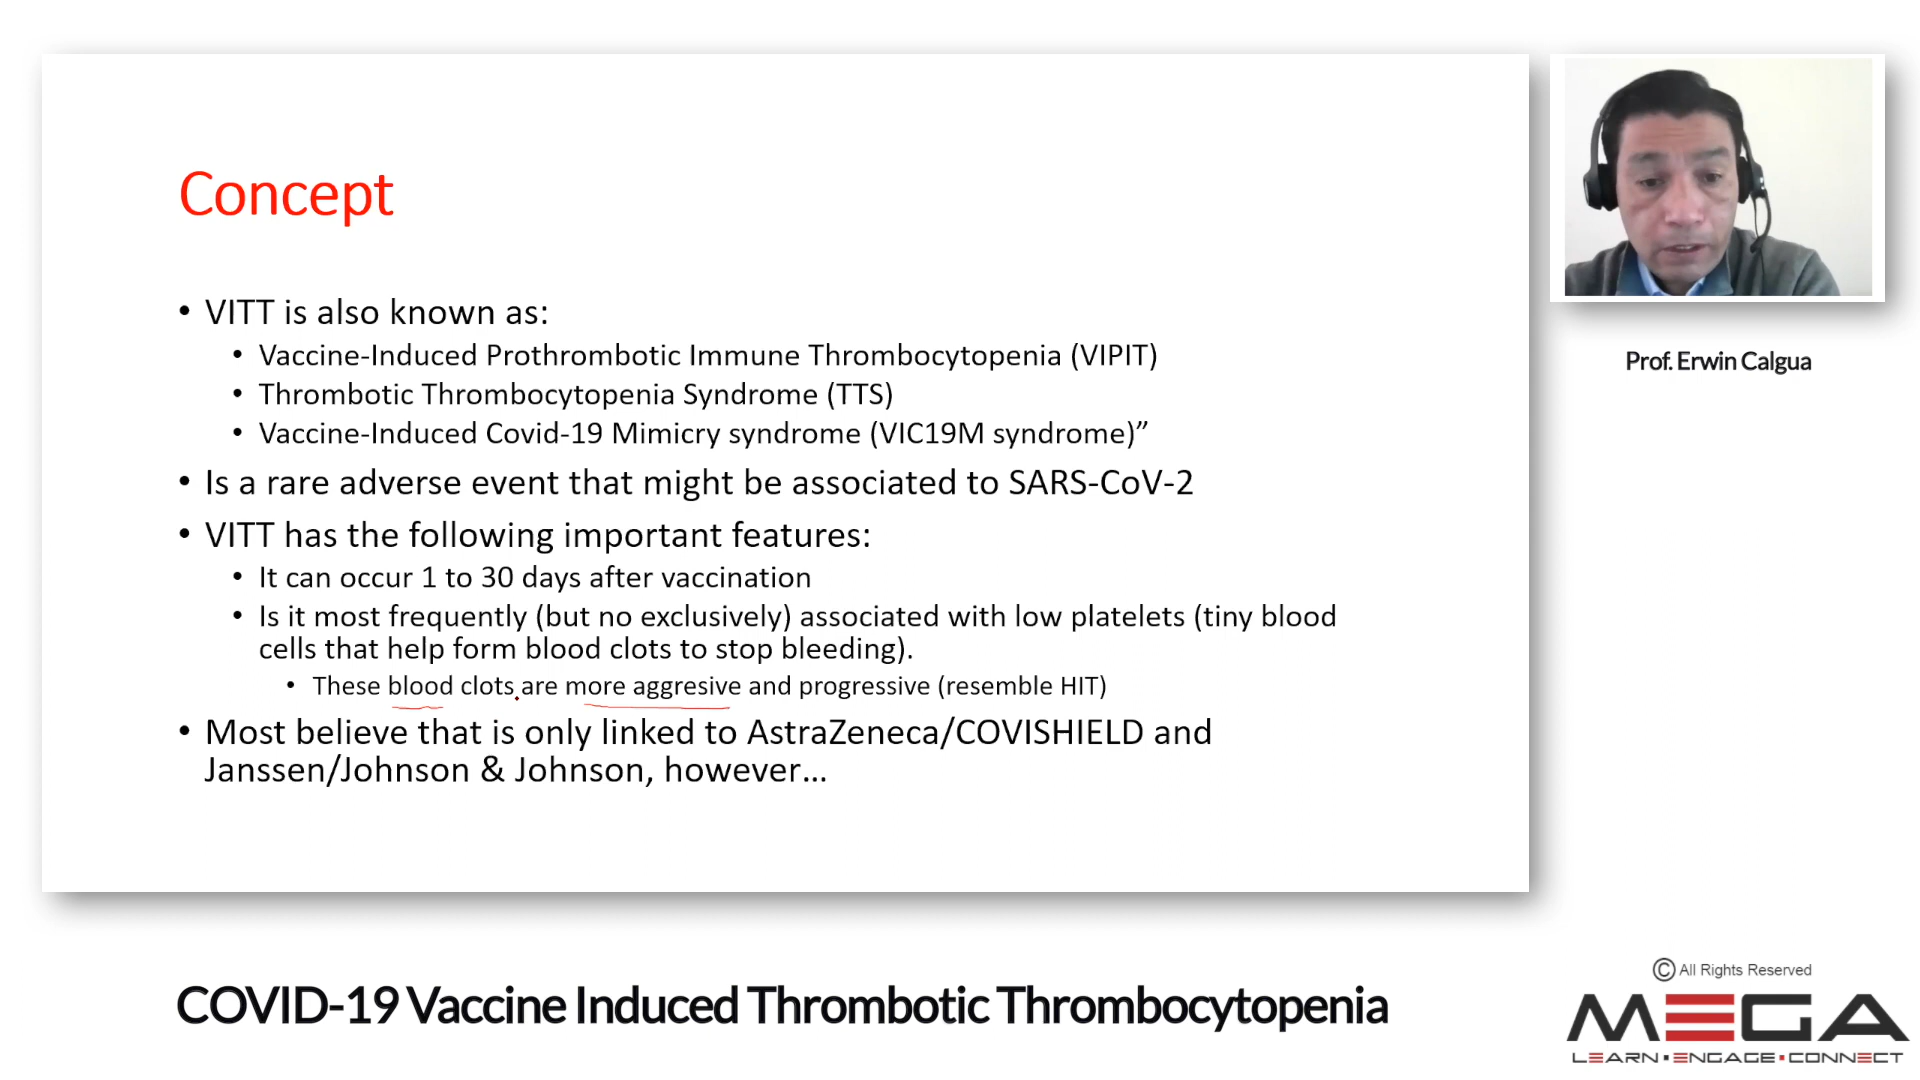 Concept
• VITT is also known as:
• Vaccine-Induced Prothrombotic Immune Thrombocytopenia (VIPIT)
• Thrombotic Thrombocytopenia Syndrome (TTS)
• Vaccine-Induced Covid-19 Mimicry syndrome (VIC19M syndrome)”
• Is a rare adverse event that might be associated to SARS-CoV-2
• VITT has the following important features:
• It can occur 1 to 30 days after vaccination
• Is it most frequently (but no exclusively) associated with low platelets (tiny blood
cells that help form blood clots to stop bleeding).
• These blood clots are more aggresive and progressive (resemble HIT)
• Most believe that is only linked to AstraZeneca/COVISHIELD and
Janssen/Johnson & Johnson, however…
Prof. Erwin Calgua
COVID-19 Vaccine Induced Thrombotic Thrombocytopenia
© All Rights Reserved
MEGA
LEARN▪ENGAGE▪CONNECT